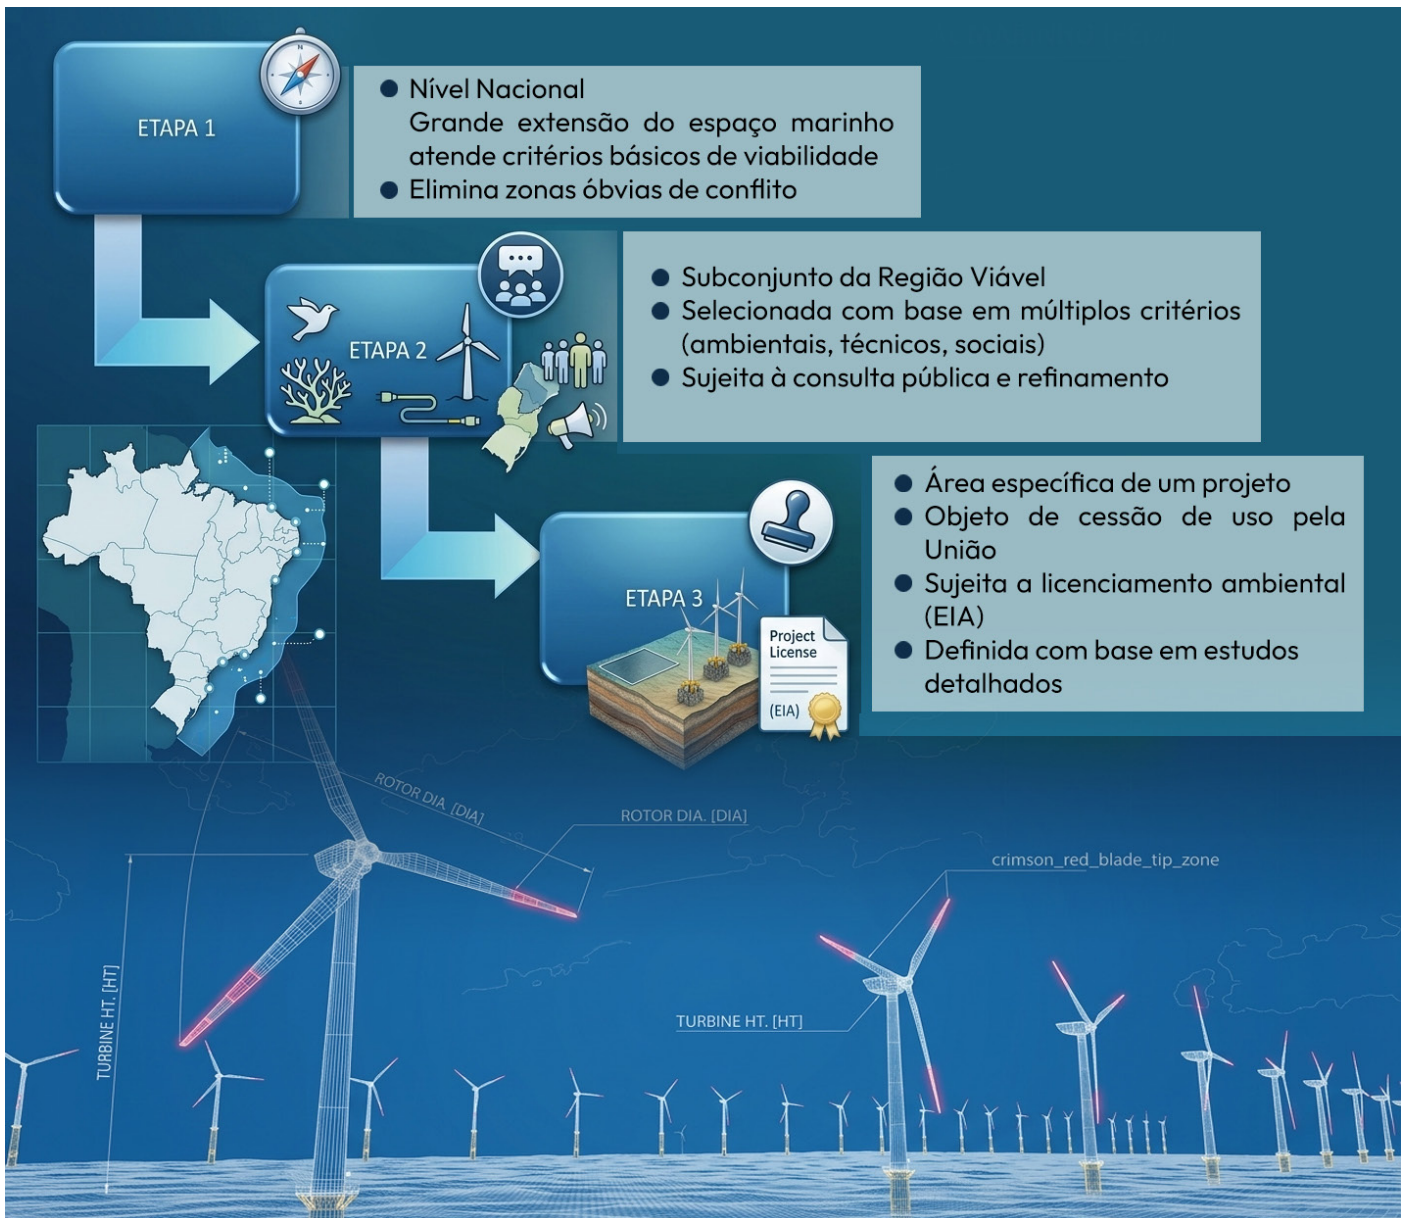 ETAPA 1
● Nível Nacional
Grande extensão do espaço marinho
atende critérios básicos de viabilidade
● Elimina zonas óbvias de conflito
N
S
ETAPA 2
● Subconjunto da Região Viável
● Selecionada com base em múltiplos critérios
(ambientais, técnicos, sociais)
● Sujeita à consulta pública e refinamento
ETAPA 3
● Área específica de um projeto
● Objeto de cessão de uso pela
União
● Sujeita a licenciamento ambiental
(EIA)
● Definida com base em estudos
detalhados
Project
License
(EIA)
ROTOR DIA. [DIA]
ROTOR DIA. [DIA]
crimson_red_blade_tip_zone
TURBINE HT. [HT]
TURBINE HT. [HT]